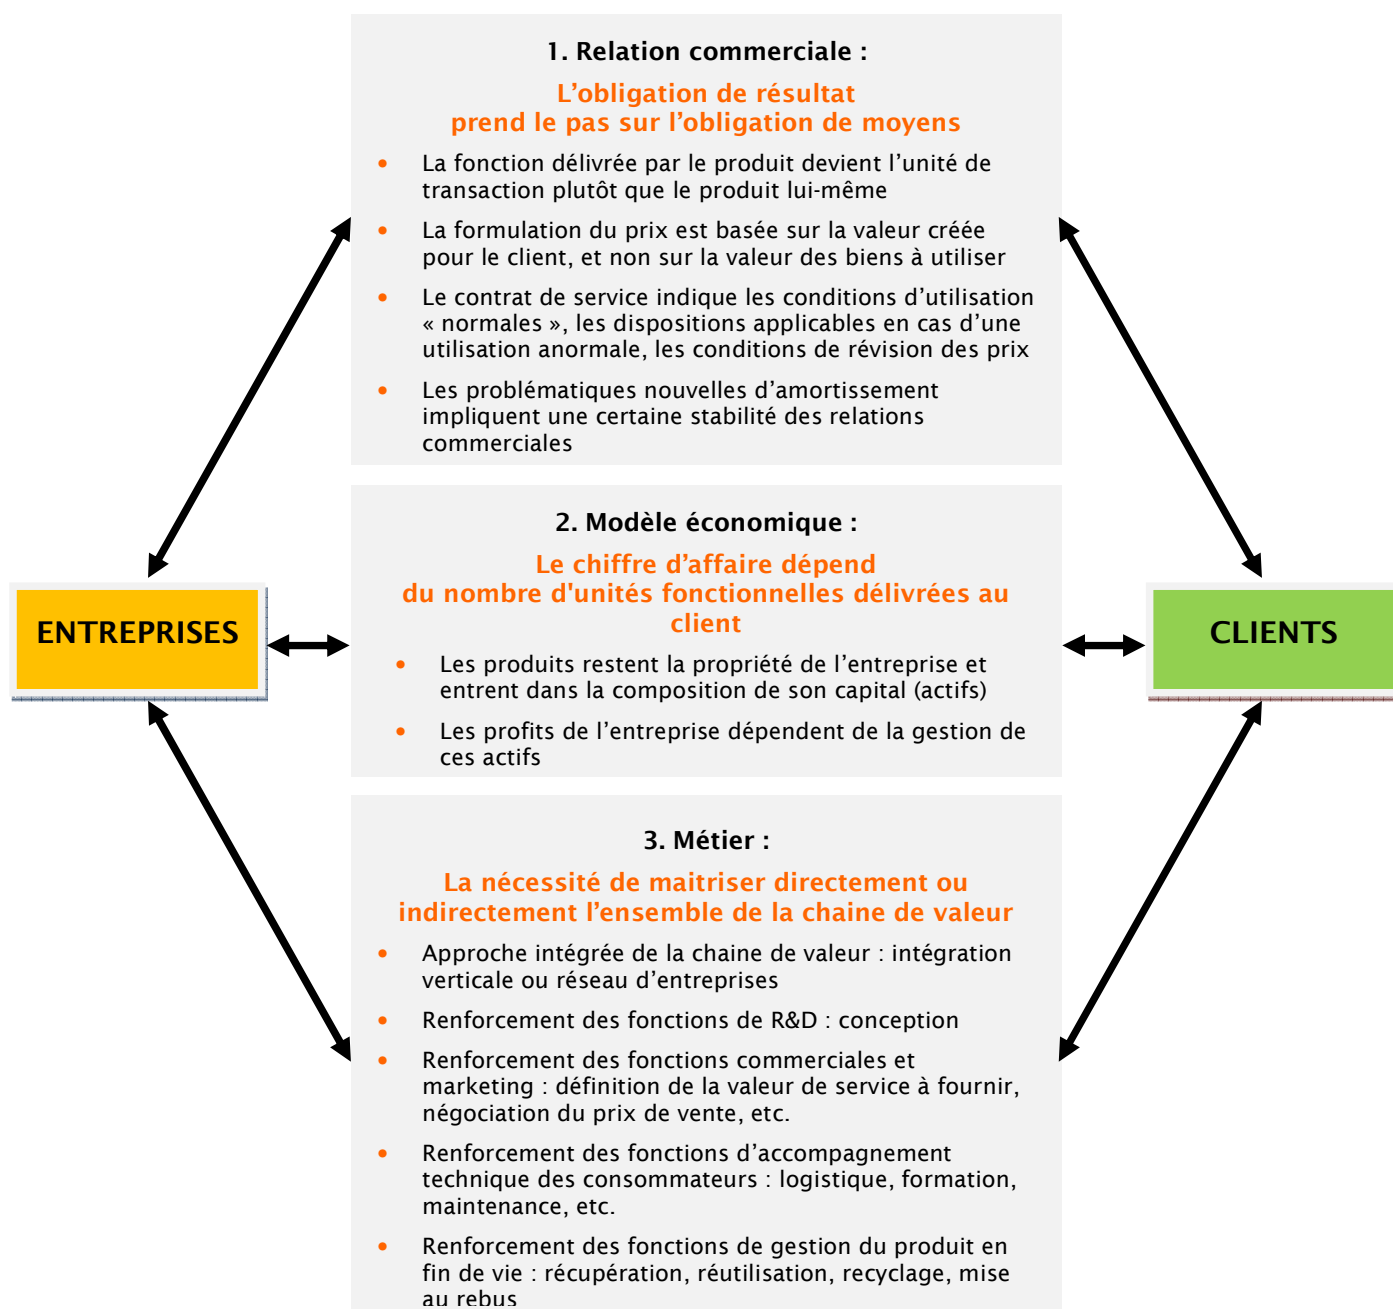 1. Relation commerciale :
L’obligation de résultat
prend le pas sur l’obligation de moyens
• La fonction délivrée par le produit devient l’unité de
transaction plutôt que le produit lui-même
• La formulation du prix est basée sur la valeur créée
pour le client, et non sur la valeur des biens à utiliser
• Le contrat de service indique les conditions d’utilisation
« normales », les dispositions applicables en cas d’une
utilisation anormale, les conditions de révision des prix
• Les problématiques nouvelles d’amortissement
impliquent une certaine stabilité des relations
commerciales
2. Modèle économique :
Le chiffre d’affaire dépend
du nombre d'unités fonctionnelles délivrées au
client
• Les produits restent la propriété de l’entreprise et
entrent dans la composition de son capital (actifs)
• Les profits de l’entreprise dépendent de la gestion de
ces actifs
ENTREPRISES
CLIENTS
3. Métier :
La nécessité de maitriser directement ou
indirectement l’ensemble de la chaine de valeur
• Approche intégrée de la chaine de valeur : intégration
verticale ou réseau d’entreprises
• Renforcement des fonctions de R&D : conception
• Renforcement des fonctions commerciales et
marketing : définition de la valeur de service à fournir,
négociation du prix de vente, etc.
• Renforcement des fonctions d’accompagnement
technique des consommateurs : logistique, formation,
maintenance, etc.
• Renforcement des fonctions de gestion du produit en
fin de vie : récupération, réutilisation, recyclage, mise
au rebus